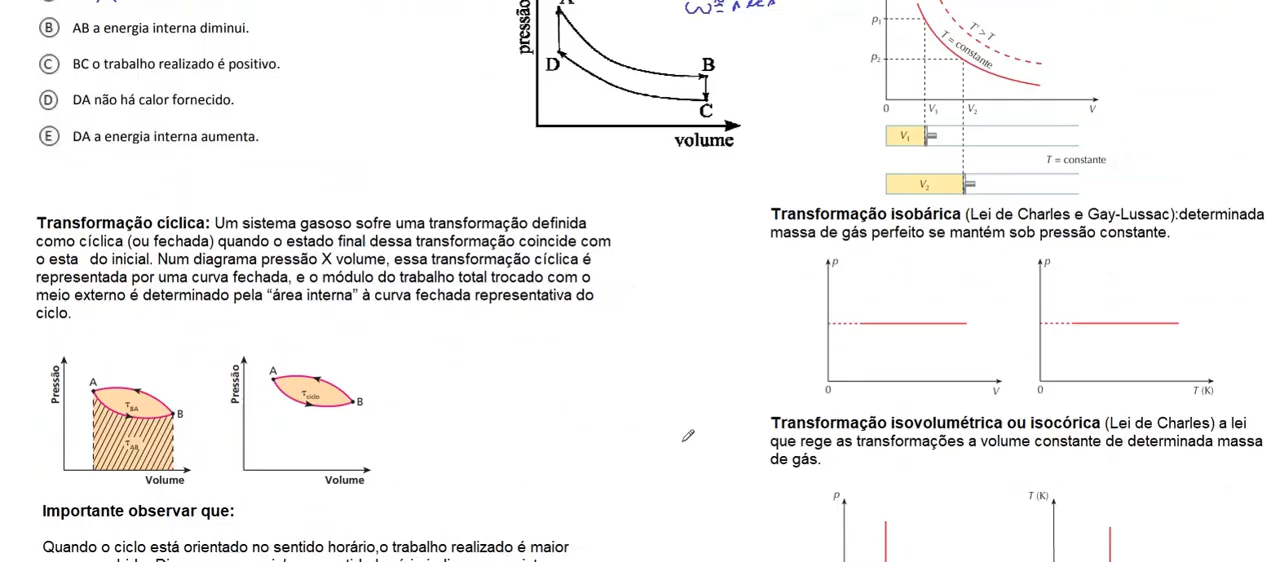 B AB a energia interna diminui.
C BC o trabalho realizado é positivo.
D DA não há calor fornecido.
E DA a energia interna aumenta.
pressão
A
B
D
C
volume
p₁
p₂
T' > T
T = constante
0
V₁
V₂
V
V₁
T = constante
V₂
Transformação cíclica: Um sistema gasoso sofre uma transformação definida
como cíclica (ou fechada) quando o estado final dessa transformação coincide com
o esta do inicial. Num diagrama pressão X volume, essa transformação cíclica é
representada por uma curva fechada, e o módulo do trabalho total trocado com o
meio externo é determinado pela “área interna” à curva fechada representativa do
ciclo.
Pressão
A
τBA
B
τAB
Volume
Pressão
A
τciclo
B
Volume
Importante observar que:
Quando o ciclo está orientado no sentido horário,o trabalho realizado é maior
Transformação isobárica (Lei de Charles e Gay-Lussac):determinada
massa de gás perfeito se mantém sob pressão constante.
p
0
V
p
0
T (K)
Transformação isovolumétrica ou isocórica (Lei de Charles) a lei
que rege as transformações a volume constante de determinada massa
de gás.
p
T (K)